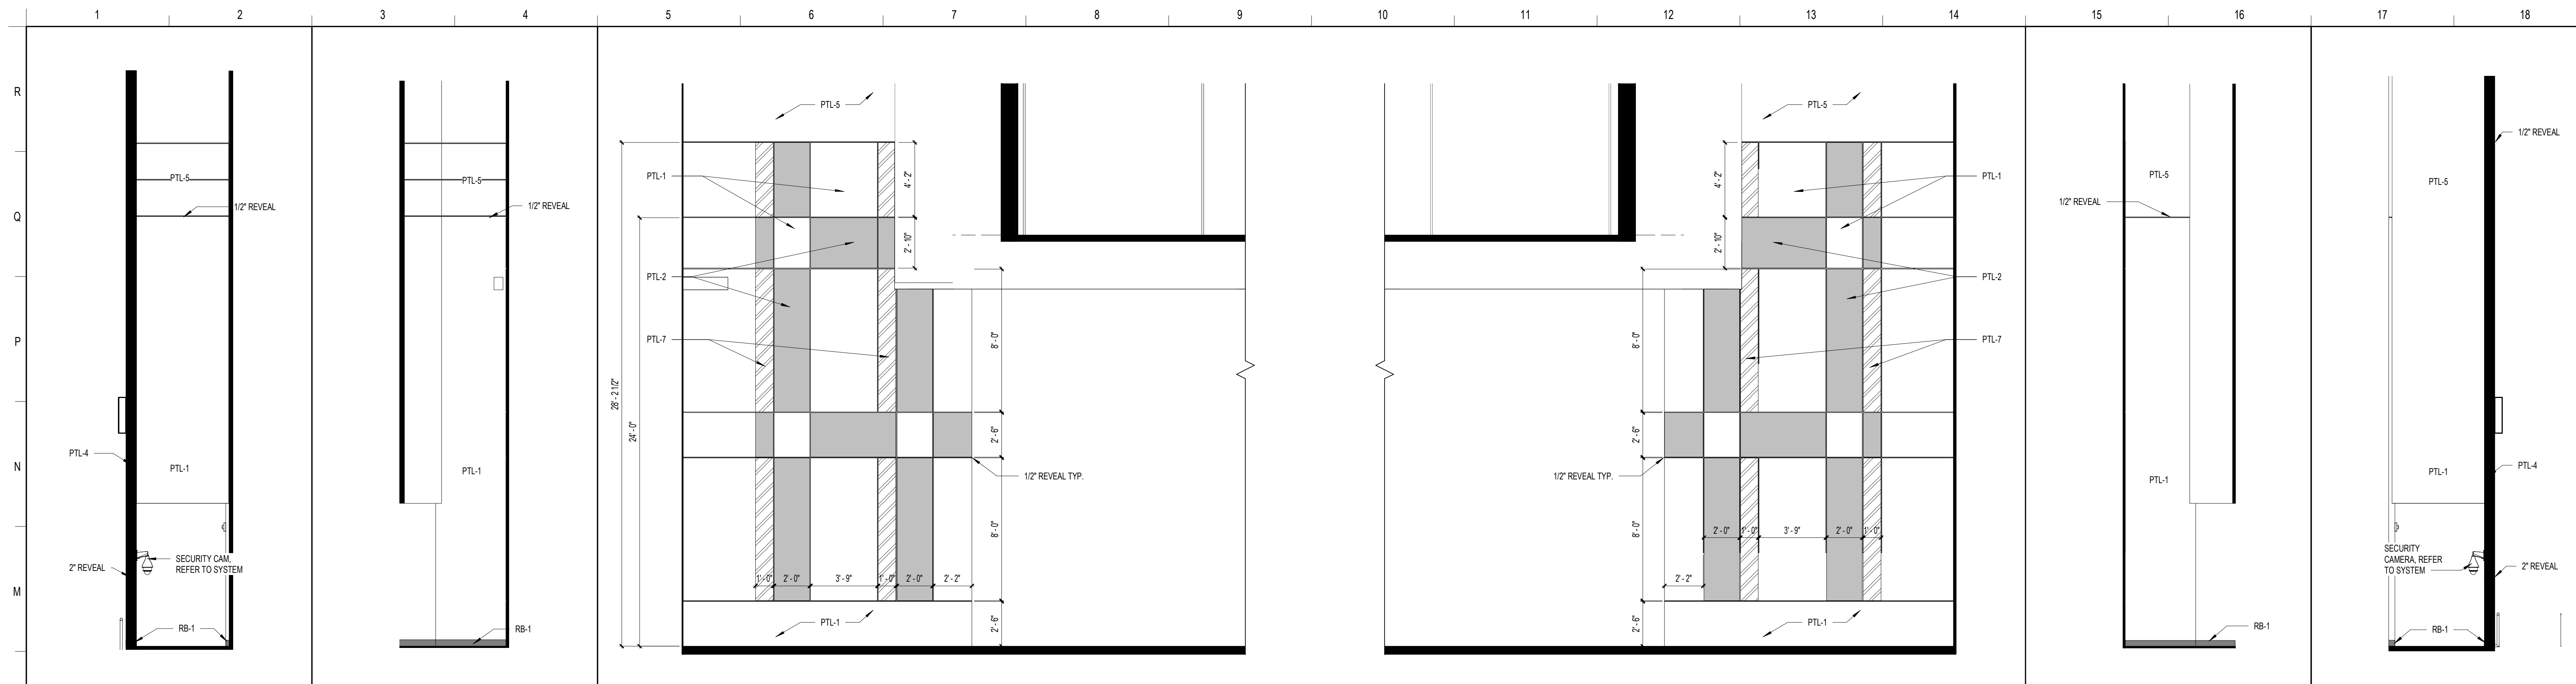 1 2 3 4 5 6 7 8 9 10 11 12 13 14 15 16 17 18
R
Q
P
N
M
PTL-5
1/2" REVEAL
PTL-4
PTL-1
SECURITY CAM,
REFER TO SYSTEM
2" REVEAL
RB-1
PTL-5
1/2" REVEAL
PTL-1
RB-1
PTL-5
PTL-1
PTL-2
PTL-7
28' - 2 1/2"
24' - 0"
4' - 2"
2' - 10"
8' - 0"
2' - 6"
1/2" REVEAL TYP.
8' - 0"
1' - 0" 2' - 0" 3' - 9" 1' - 0" 2' - 0" 2' - 2"
2' - 6"
PTL-1
PTL-5
4' - 2"
PTL-1
2' - 10"
PTL-2
8' - 0"
PTL-7
2' - 6"
1/2" REVEAL TYP.
8' - 0"
2' - 0" 1' - 0" 3' - 9" 2' - 0" 1' - 0"
2' - 2"
2' - 6"
PTL-1
PTL-5
1/2" REVEAL
PTL-1
RB-1
1/2" REVEAL
PTL-5
PTL-4
PTL-1
SECURITY
CAMERA, REFER
TO SYSTEM
2" REVEAL
RB-1